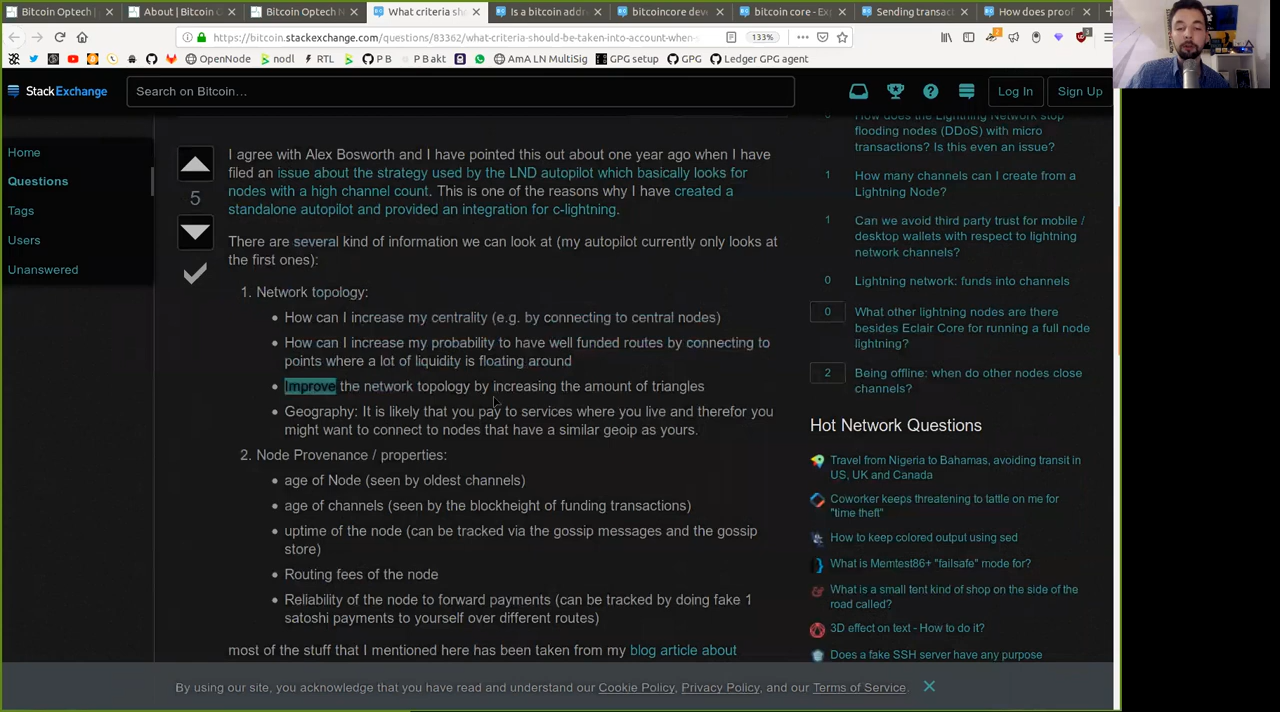 Bitcoin Optech
About | Bitcoin O
Bitcoin Optech N
What criteria sh
Is a bitcoin addr
bitcoincore deve
bitcoin core - Ex
Sending transac
How does proof
https://bitcoin.stackexchange.com/questions/83362/what-criteria-should-be-taken-into-account-when-s
133%
OpenNode
nodl
RTL
P B
P B akt
AmA LN MultiSig
GPG setup
GPG
Ledger GPG agent
StackExchange
Search on Bitcoin…
Log In
Sign Up
Home
Questions
Tags
Users
Unanswered
I agree with Alex Bosworth and I have pointed this out about one year ago when I have
filed an issue about the strategy used by the LND autopilot which basically looks for
5
nodes with a high channel count. This is one of the reasons why I have created a
standalone autopilot and provided an integration for c-lightning.
There are several kind of information we can look at (my autopilot currently only looks at
the first ones):
1. Network topology:
How can I increase my centrality (e.g. by connecting to central nodes)
How can I increase my probability to have well funded routes by connecting to
points where a lot of liquidity is floating around
Improve the network topology by increasing the amount of triangles
Geography: It is likely that you pay to services where you live and therefor you
might want to connect to nodes that have a similar geoip as yours.
2. Node Provenance / properties:
age of Node (seen by oldest channels)
age of channels (seen by the blockheight of funding transactions)
uptime of the node (can be tracked via the gossip messages and the gossip
store)
Routing fees of the node
Reliability of the node to forward payments (can be tracked by doing fake 1
satoshi payments to yourself over different routes)
most of the stuff that I mentioned here has been taken from my blog article about
How does the Lightning Network stop
flooding nodes (DDoS) with micro
transactions? Is this even an issue?
1 How many channels can I create from a
Lightning Node?
1 Can we avoid third party trust for mobile /
desktop wallets with respect to lightning
network channels?
0 Lightning network: funds into channels
0 What other lightning nodes are there
besides Eclair Core for running a full node
lightning?
2 Being offline: when do other nodes close
channels?
Hot Network Questions
Travel from Nigeria to Bahamas, avoiding transit in
US, UK and Canada
Coworker keeps threatening to tattle on me for
"time theft"
How to keep colored output using sed
What is Memtest86+ "failsafe" mode for?
What is a small tent kind of shop on the side of the
road called?
3D effect on text - How to do it?
Does a fake SSH server have any purpose
By using our site, you acknowledge that you have read and understand our Cookie Policy, Privacy Policy, and our Terms of Service.